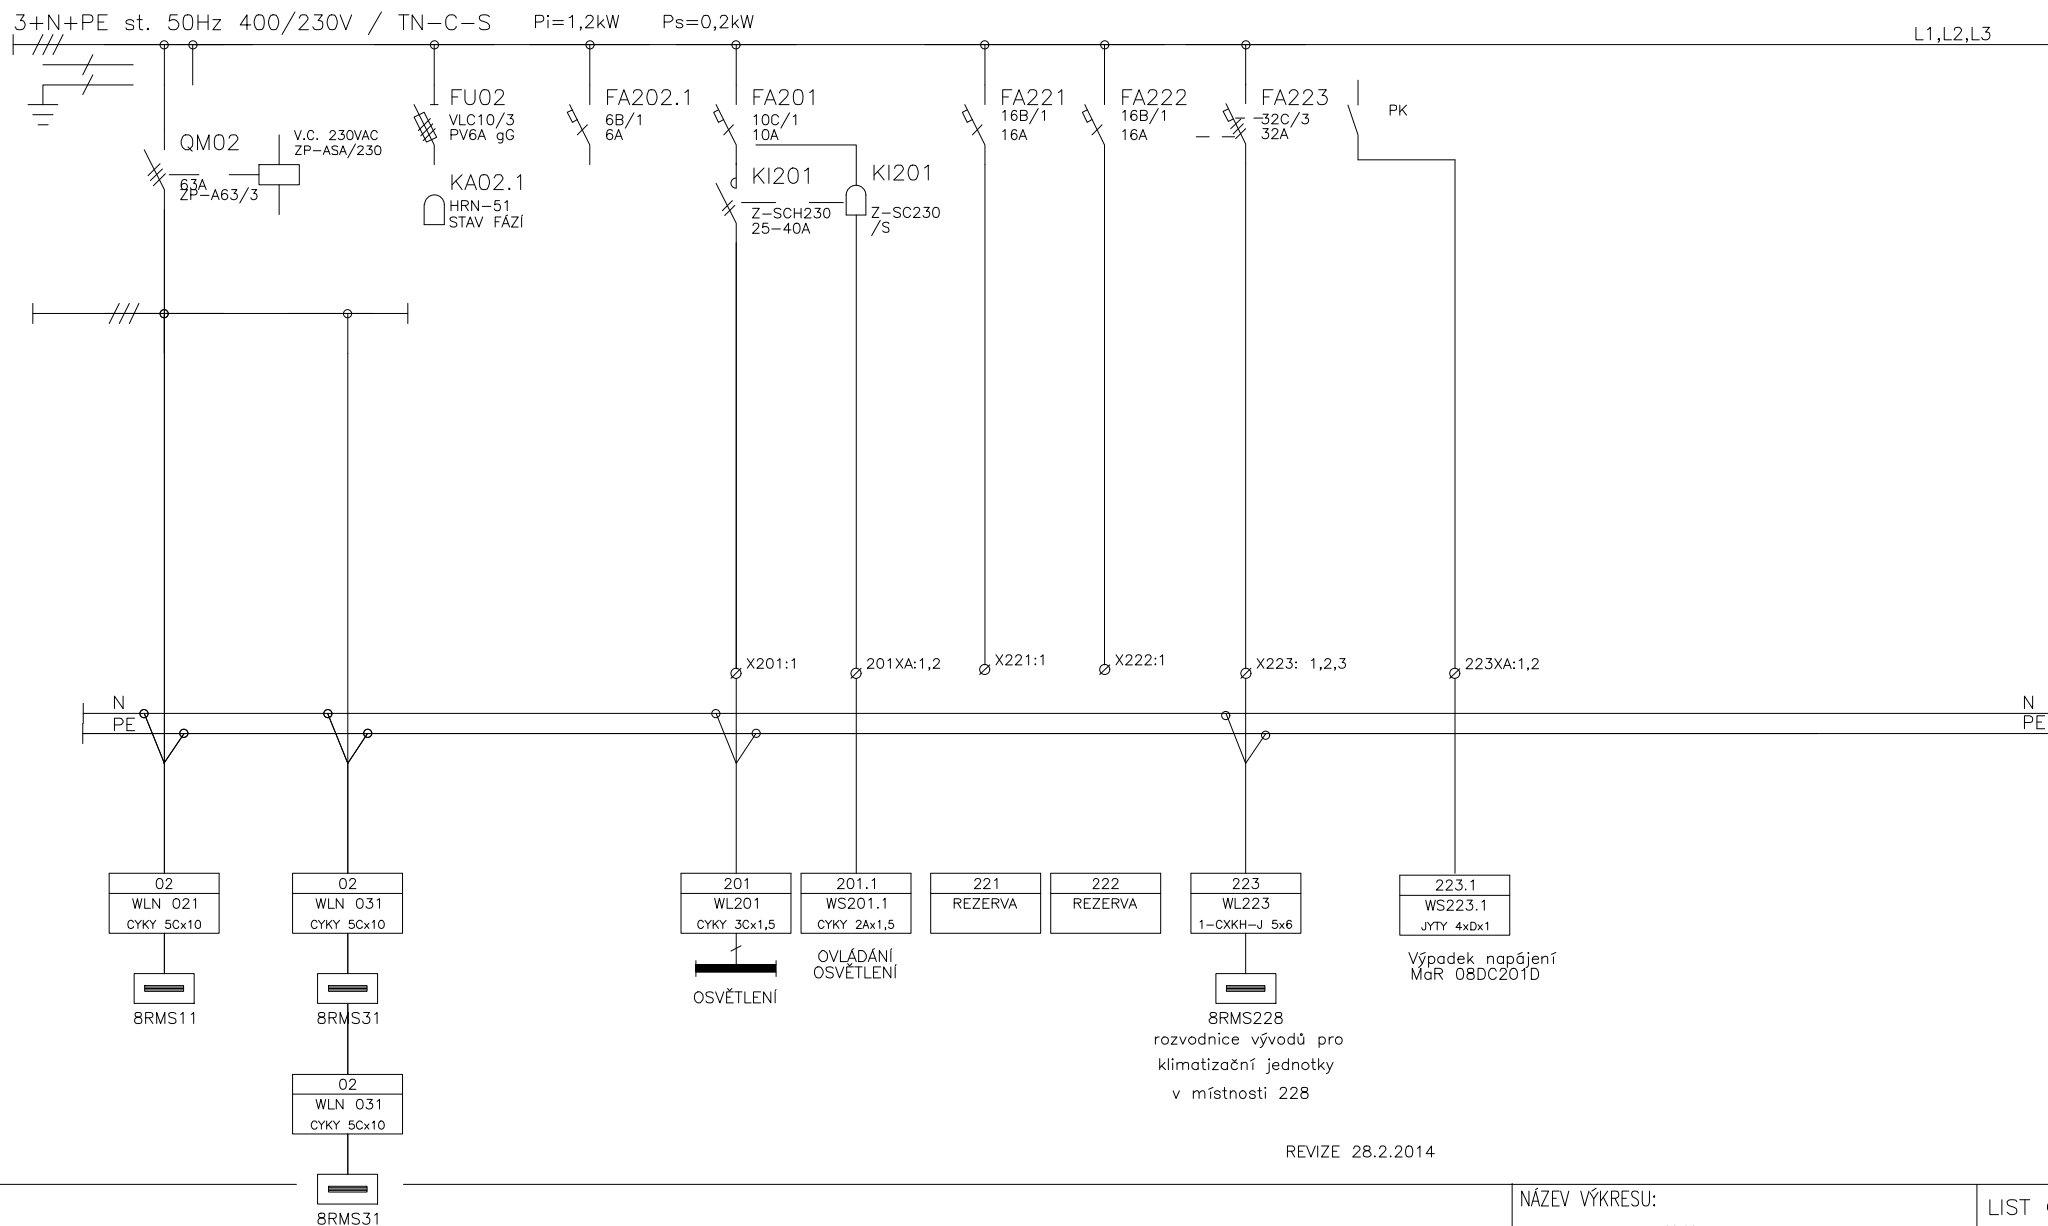 3+N+PE st. 50Hz 400/230V / TN-C-S Pi=1,2kW Ps=0,2kW
L1,L2,L3
QM02
63A
ZP-A63/3
V.C. 230VAC
ZP-ASA/230
FU02
VLC10/3
PV6A gG
KA02.1
HRN-51
STAV FÁZÍ
FA202.1
6B/1
6A
FA201
10C/1
10A
KI201
Z-SCH230
25-40A
KI201
Z-SC230
/S
FA221
16B/1
16A
FA222
16B/1
16A
FA223
32C/3
32A
PK
X201:1
201XA:1,2
X221:1
X222:1
X223: 1,2,3
223XA:1,2
N
PE
N
PE
02
WLN 021
CYKY 5Cx10
8RMS11
02
WLN 031
CYKY 5Cx10
8RMS31
02
WLN 031
CYKY 5Cx10
8RMS31
201
WL201
CYKY 3Cx1,5
OSVĚTLENÍ
201.1
WS201.1
CYKY 2Ax1,5
OVLÁDÁNÍ
OSVĚTLENÍ
221
REZERVA
222
REZERVA
223
WL223
1-CXKH-J 5x6
8RMS228
rozvodnice vývodů pro
klimatizační jednotky
v místnosti 228
223.1
WS223.1
JYTY 4xDx1
Výpadek napájení
MaR 08DC201D
REVIZE 28.2.2014
NÁZEV VÝKRESU:
LIST